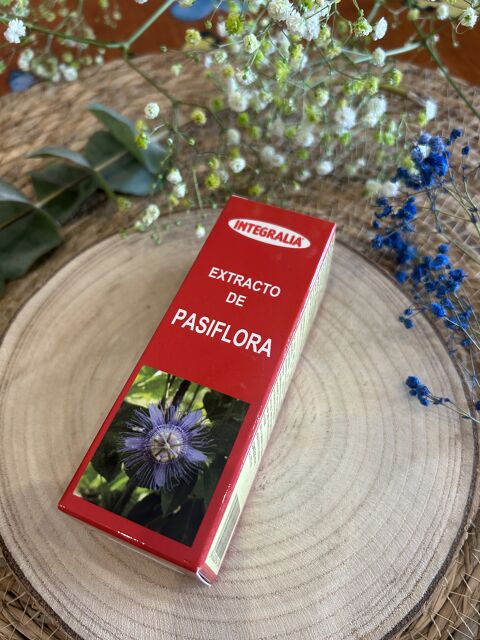 INTEGRALIA
EXTRACTO
DE
PASIFLORA